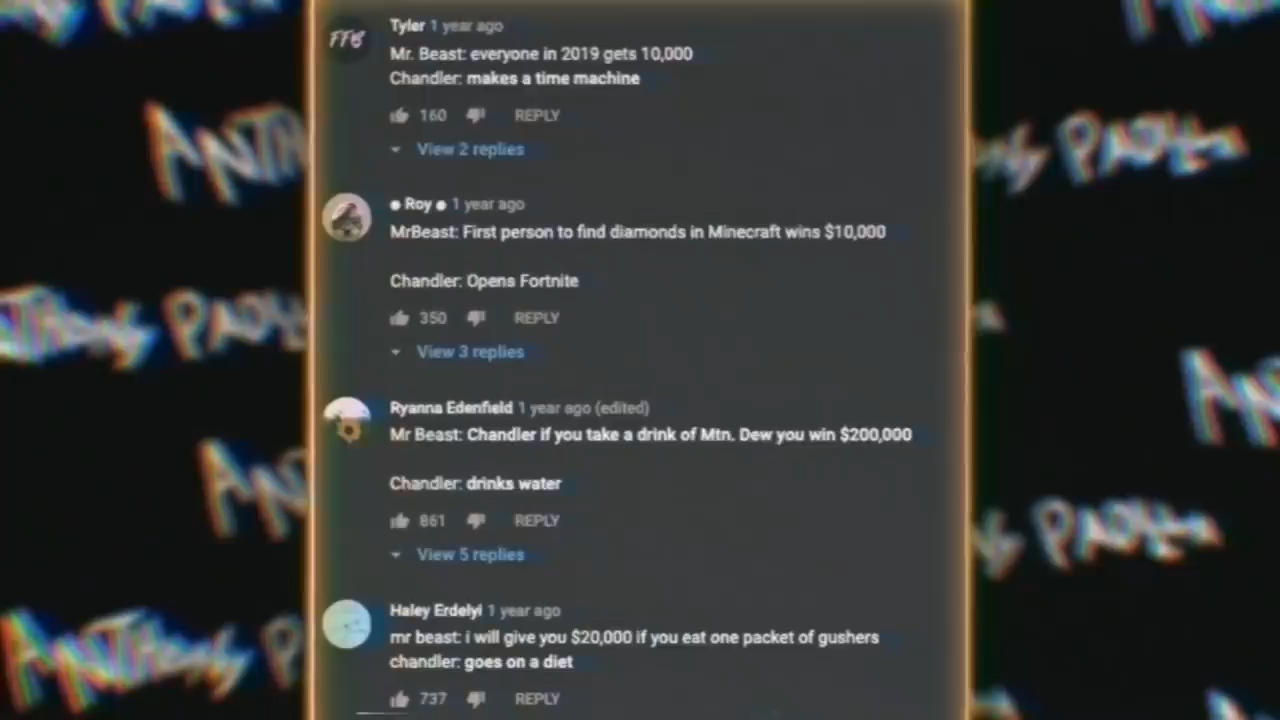 FFB
Tyler 1 year ago
Mr. Beast: everyone in 2019 gets 10,000
Chandler: makes a time machine
160 REPLY
View 2 replies
● Roy ● 1 year ago
MrBeast: First person to find diamonds in Minecraft wins $10,000
Chandler: Opens Fortnite
350 REPLY
View 3 replies
Ryanna Edenfield 1 year ago (edited)
Mr Beast: Chandler if you take a drink of Mtn. Dew you win $200,000
Chandler: drinks water
861 REPLY
View 5 replies
Haley Erdelyi 1 year ago
mr beast: i will give you $20,000 if you eat one packet of gushers
chandler: goes on a diet
737 REPLY